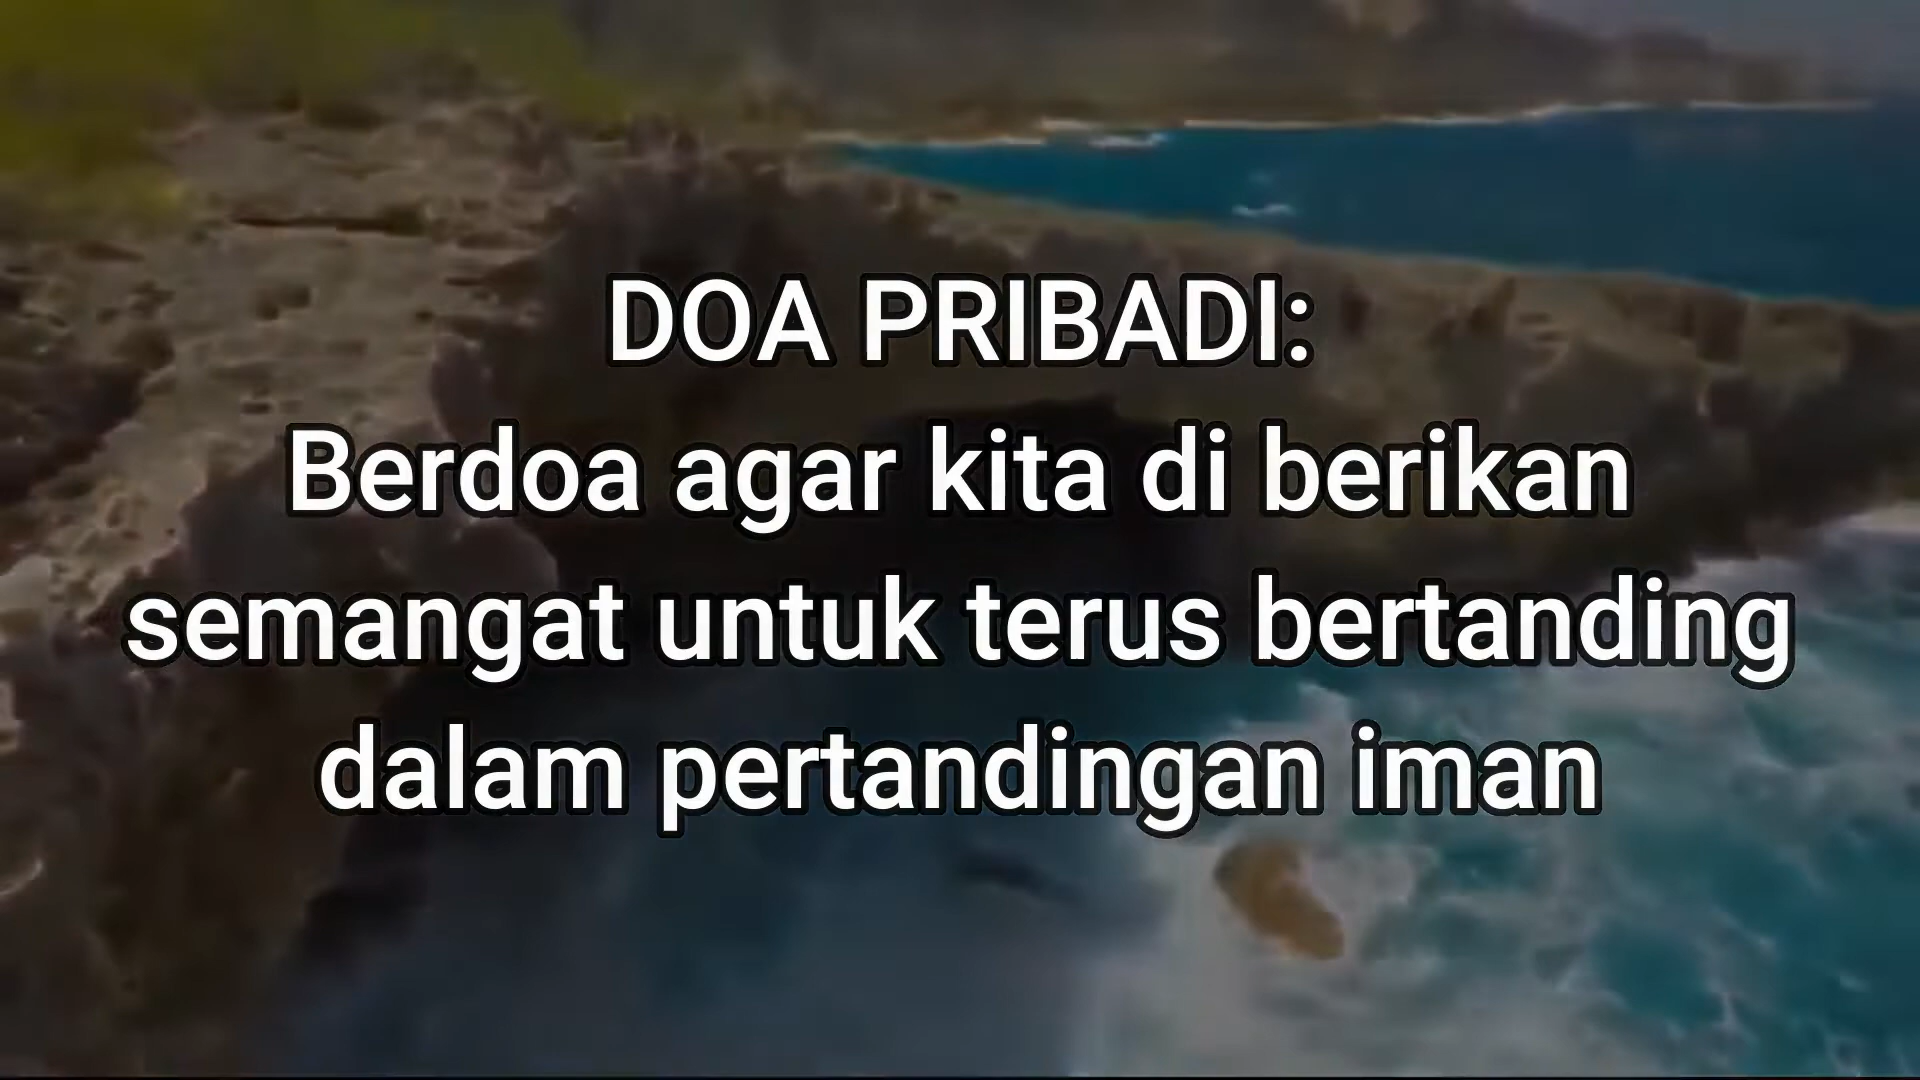 DOA PRIBADI:
Berdoa agar kita di berikan
semangat untuk terus bertanding
dalam pertandingan iman